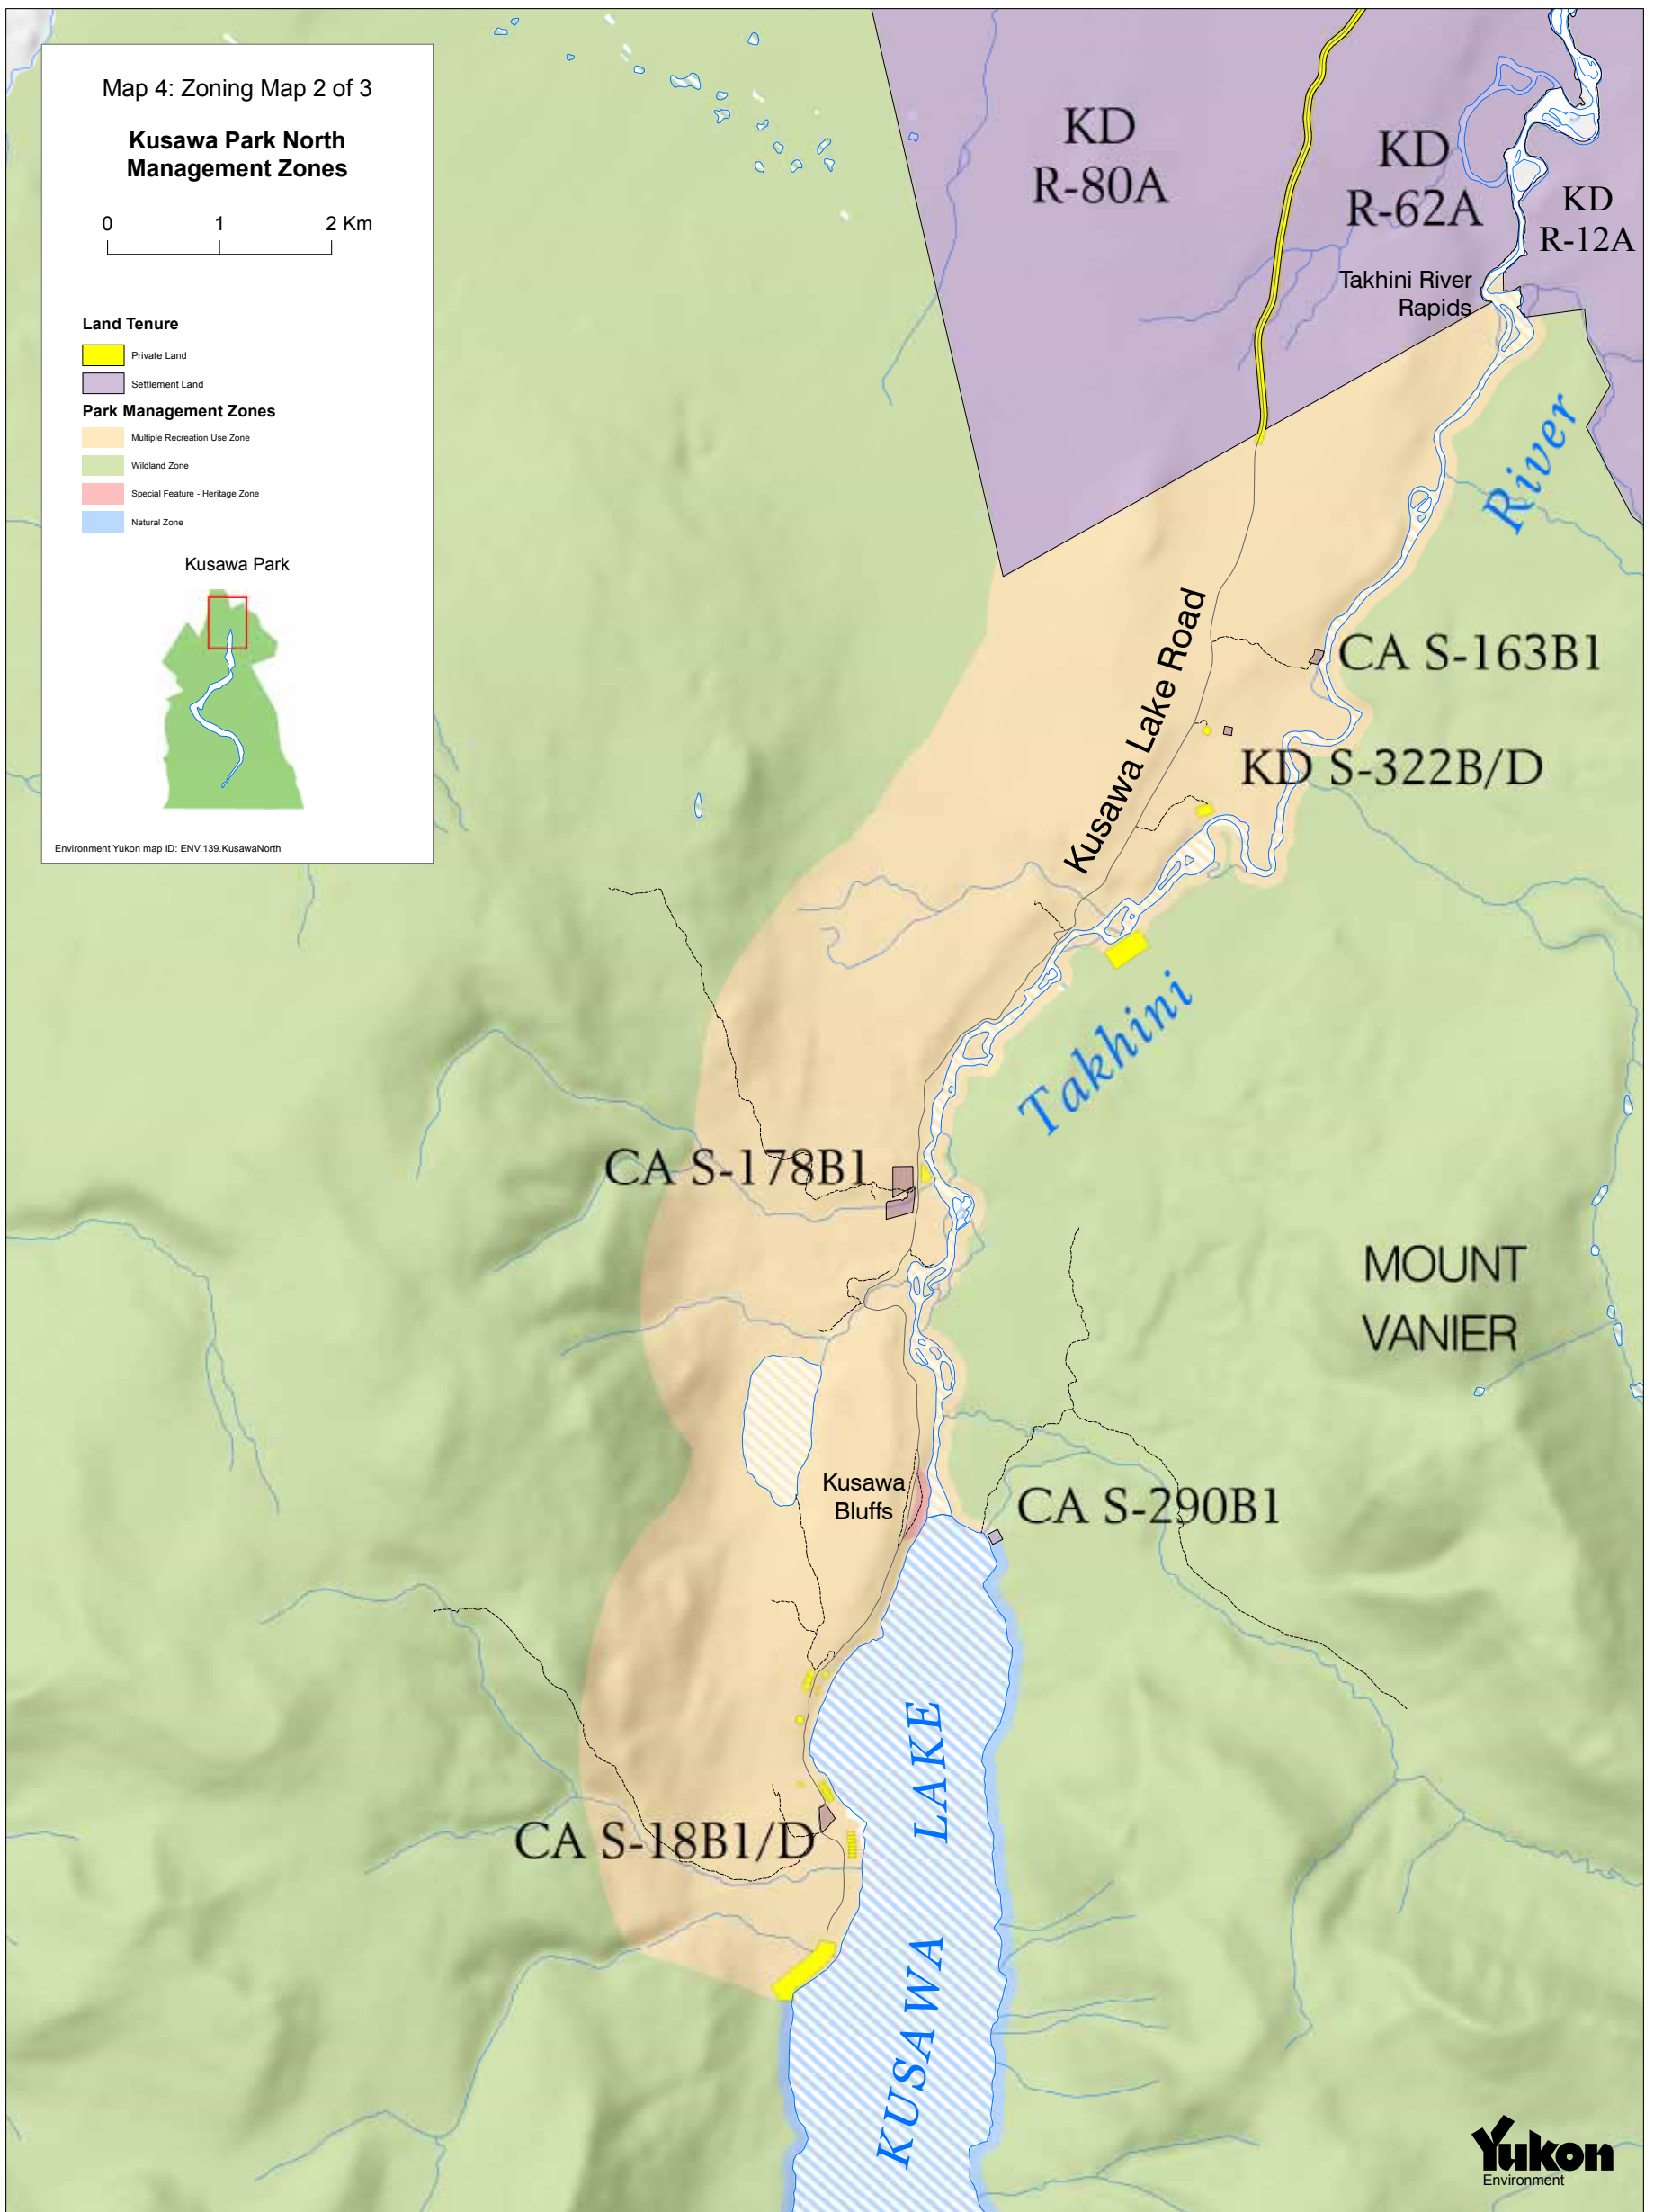 Map 4: Zoning Map 2 of 3
Kusawa Park North
Management Zones
0 1 2 Km
Land Tenure
Private Land
Settlement Land
Park Management Zones
Multiple Recreation Use Zone
Wildland Zone
Special Feature - Heritage Zone
Natural Zone
Kusawa Park
Environment Yukon map ID: ENV.139.KusawaNorth
KD
R-80A
KD
R-62A
KD
R-12A
Takhini River
Rapids
River
Kusawa Lake Road
CA S-163B1
KD S-322B/D
Takhini
CA S-178B1
MOUNT
VANIER
Kusawa
Bluffs
CA S-290B1
CA S-18B1/D
KUSAWA LAKE
Yukon
Environment